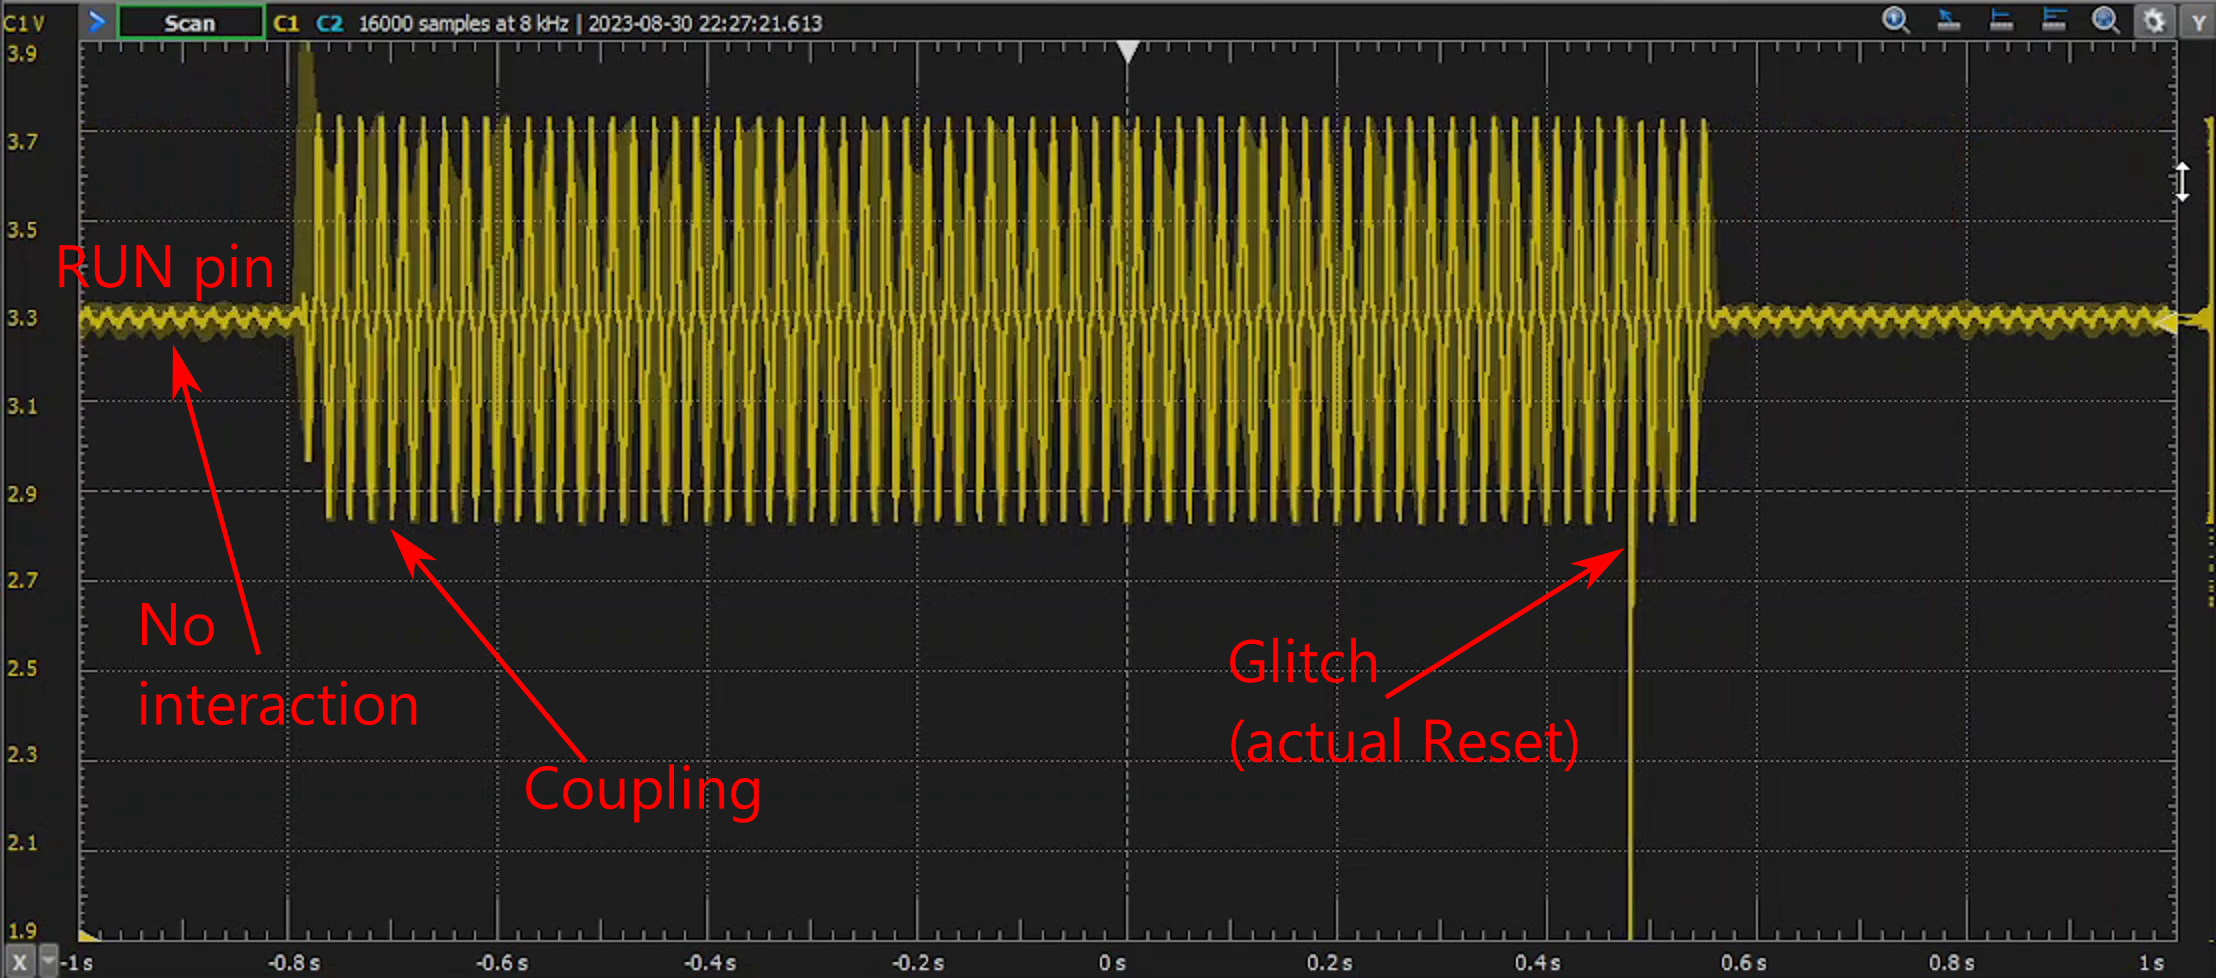 C1 V
Scan
C1 C2 16000 samples at 8 kHz | 2023-08-30 22:27:21.613
Y
3.9
3.7
3.5
3.3
3.1
2.9
2.7
2.5
2.3
2.1
1.9
RUN pin
No
interaction
Coupling
Glitch
(actual Reset)
X
-1 s
-0.8 s
-0.6 s
-0.4 s
-0.2 s
0 s
0.2 s
0.4 s
0.6 s
0.8 s
1 s